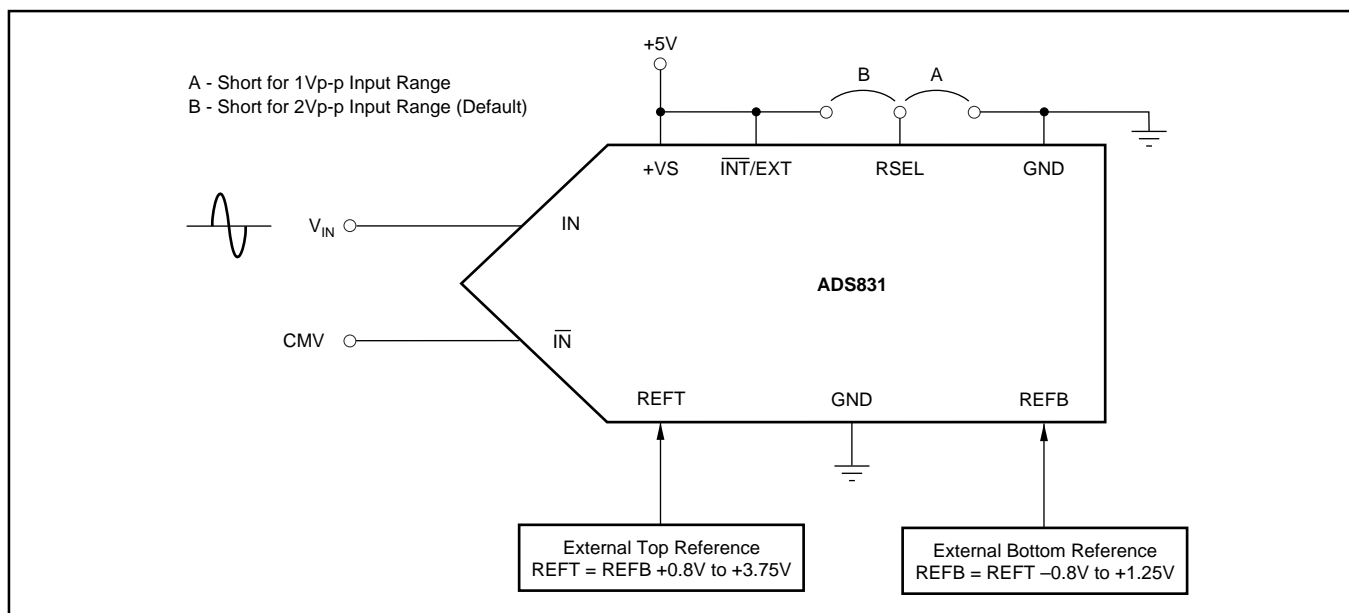 +5V
A - Short for 1Vp-p Input Range
B - Short for 2Vp-p Input Range (Default)
B
A
+VS
I̅N̅T̅/EXT
RSEL
GND
V_IN
IN
ADS831
CMV
I̅N̅
REFT
GND
REFB
External Top Reference
REFT = REFB +0.8V to +3.75V
External Bottom Reference
REFB = REFT –0.8V to +1.25V